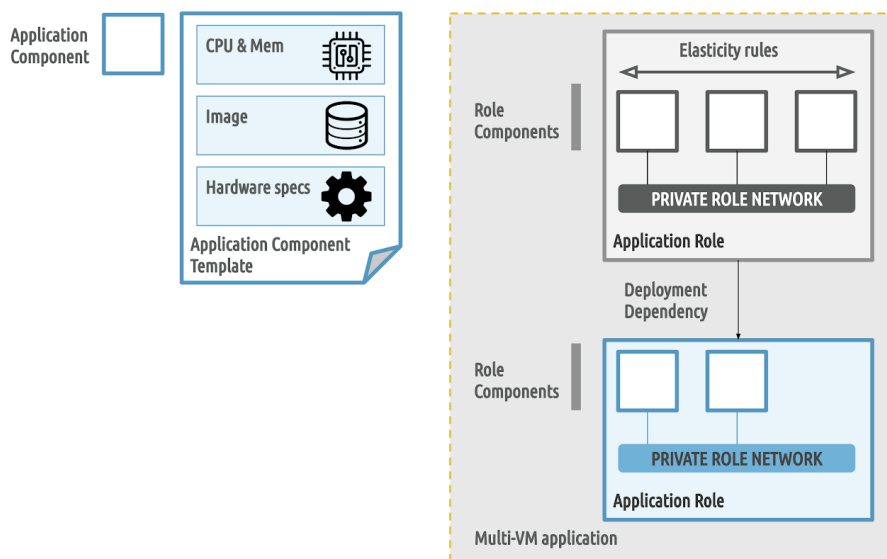 Application
Component
CPU & Mem
Image
Hardware specs
Application Component
Template
Elasticity rules
Role
Components
PRIVATE ROLE NETWORK
Application Role
Deployment
Dependency
Role
Components
PRIVATE ROLE NETWORK
Application Role
Multi-VM application